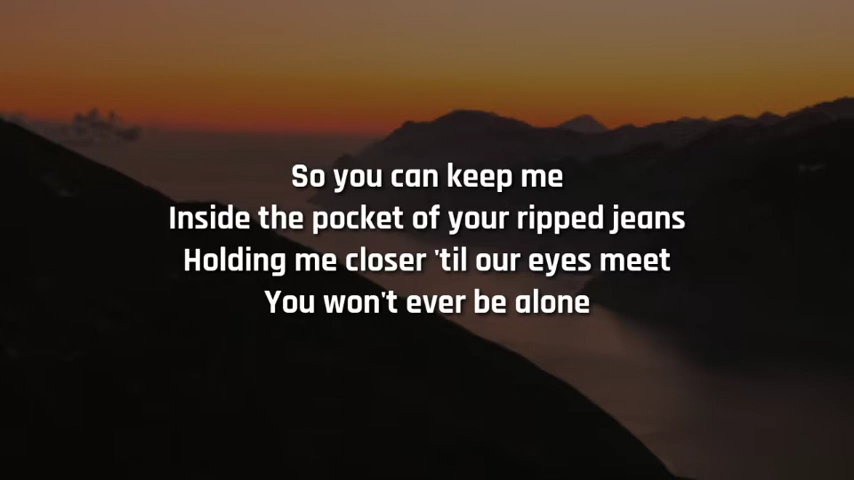 So you can keep me
Inside the pocket of your ripped jeans
Holding me closer 'til our eyes meet
You won't ever be alone